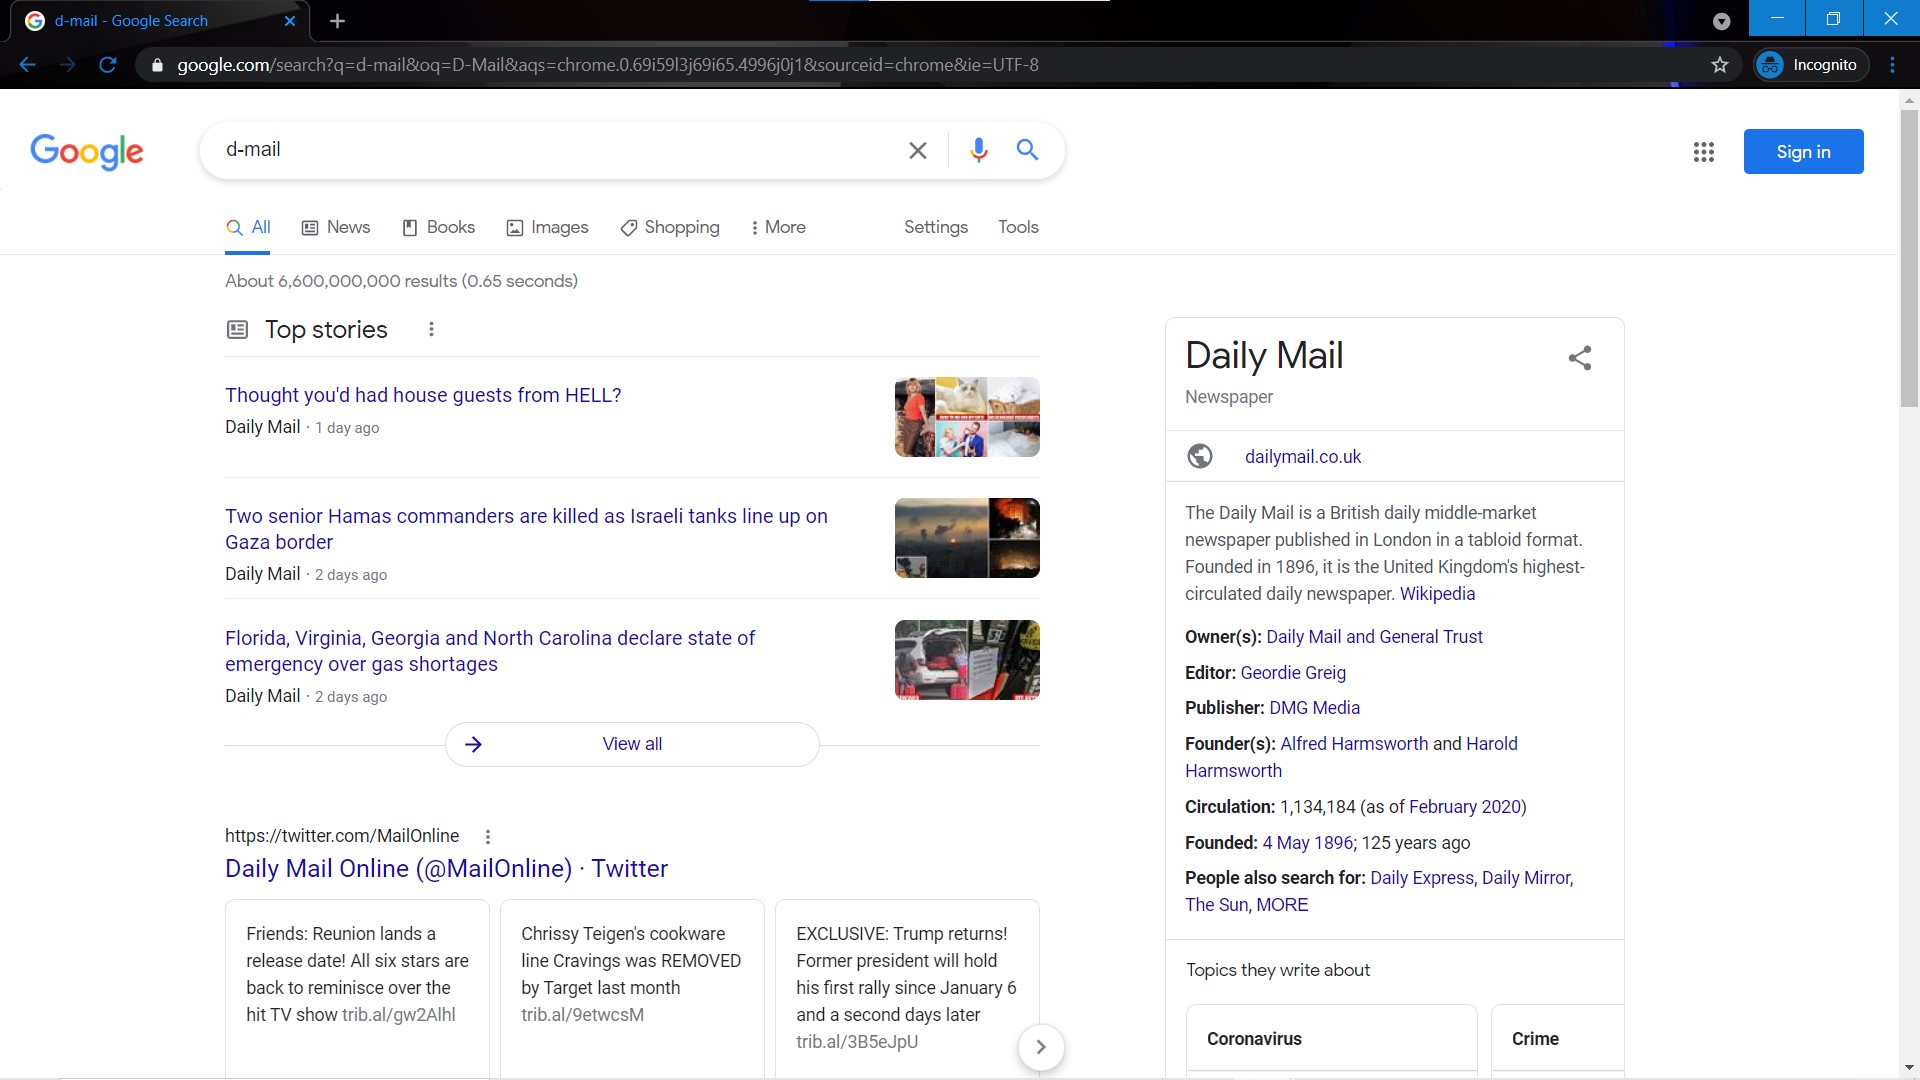 d-mail - Google Search
google.com/search?q=d-mail&oq=D-Mail&aqs=chrome.0.69i59l3j69i65.4996j0j1&sourceid=chrome&ie=UTF-8
Incognito
Google
d-mail
Sign in
All
News
Books
Images
Shopping
More
Settings
Tools
About 6,600,000,000 results (0.65 seconds)
Top stories
Thought you'd had house guests from HELL?
Daily Mail · 1 day ago
Two senior Hamas commanders are killed as Israeli tanks line up on
Gaza border
Daily Mail · 2 days ago
Florida, Virginia, Georgia and North Carolina declare state of
emergency over gas shortages
Daily Mail · 2 days ago
View all
https://twitter.com/MailOnline
Daily Mail Online (@MailOnline) · Twitter
Friends: Reunion lands a
release date! All six stars are
back to reminisce over the
hit TV show trib.al/gw2Alhl
Chrissy Teigen's cookware
line Cravings was REMOVED
by Target last month
trib.al/9etwcsM
EXCLUSIVE: Trump returns!
Former president will hold
his first rally since January 6
and a second days later
trib.al/3B5eJpU
Daily Mail
Newspaper
dailymail.co.uk
The Daily Mail is a British daily middle-market
newspaper published in London in a tabloid format.
Founded in 1896, it is the United Kingdom's highest-
circulated daily newspaper. Wikipedia
Owner(s): Daily Mail and General Trust
Editor: Geordie Greig
Publisher: DMG Media
Founder(s): Alfred Harmsworth and Harold
Harmsworth
Circulation: 1,134,184 (as of February 2020)
Founded: 4 May 1896; 125 years ago
People also search for: Daily Express, Daily Mirror,
The Sun, MORE
Topics they write about
Coronavirus
Crime